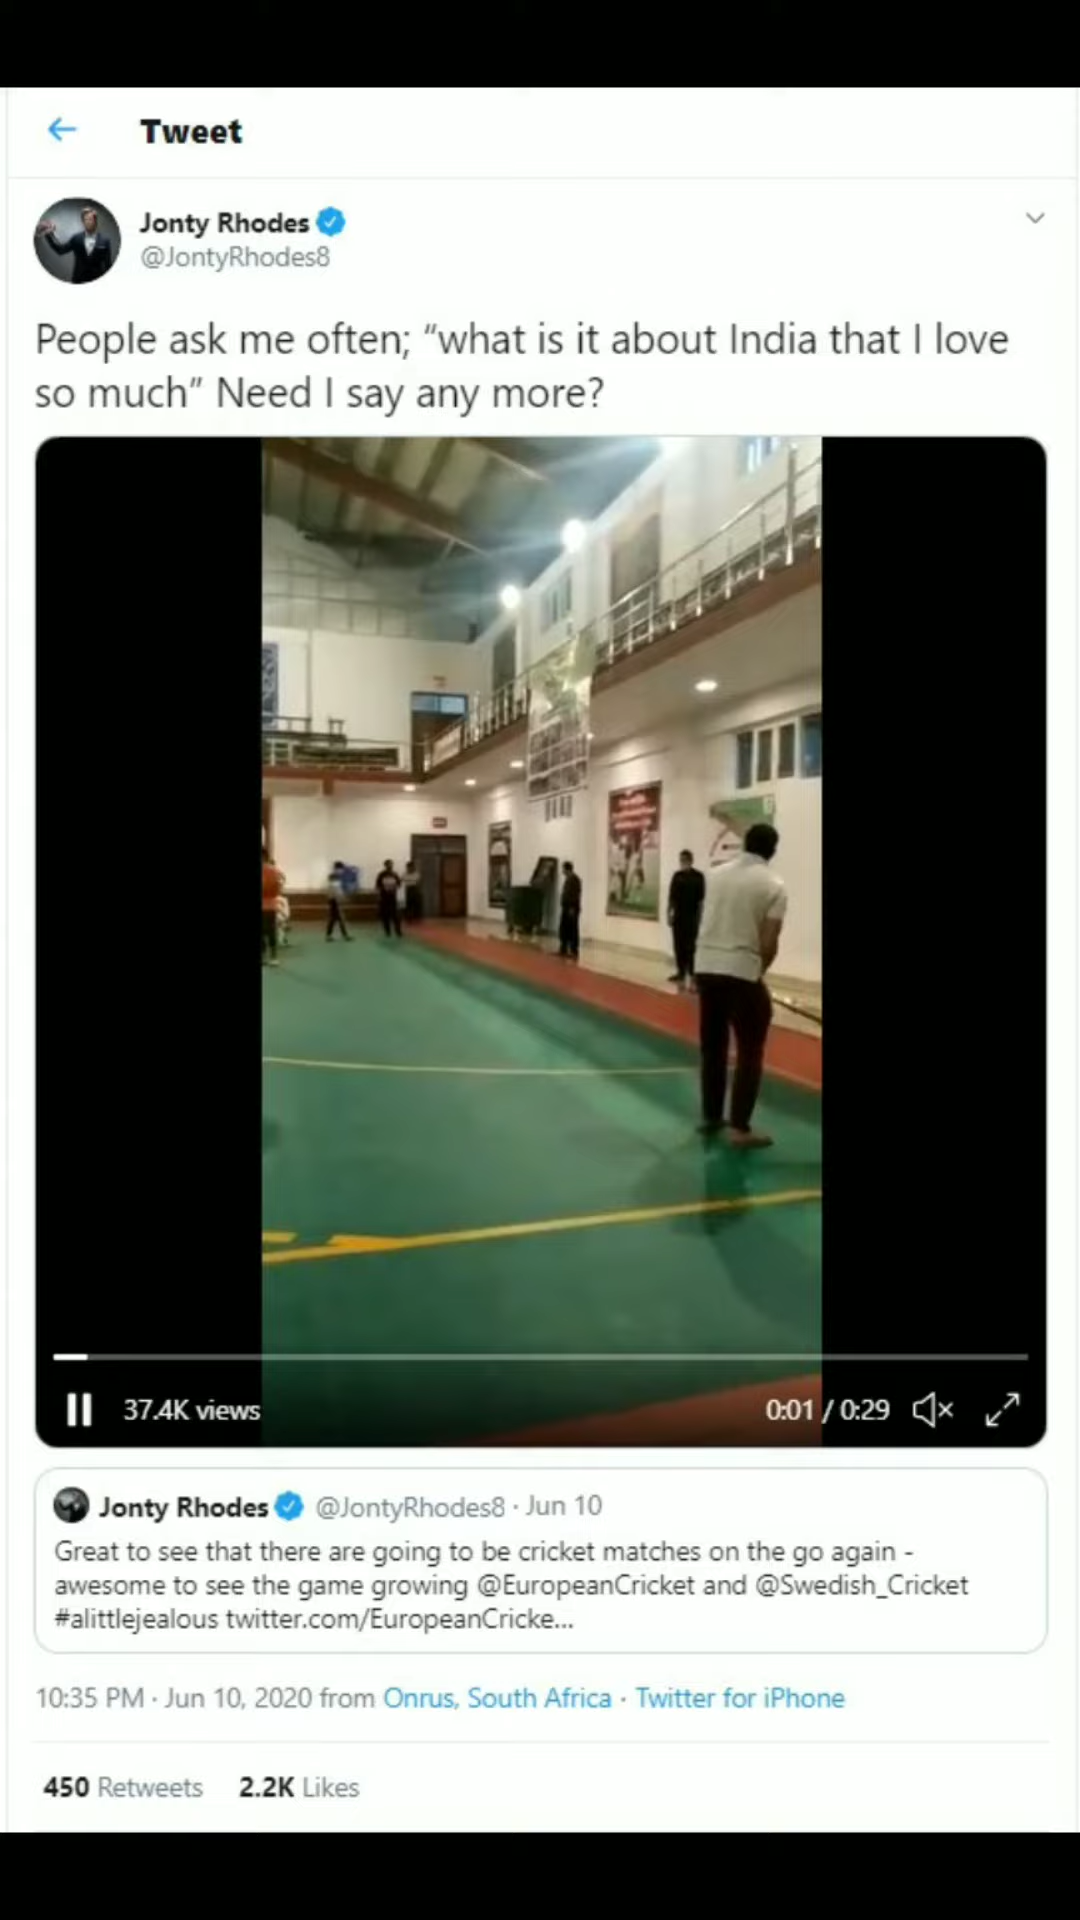 Tweet
Jonty Rhodes
@JontyRhodes8
People ask me often; “what is it about India that I love
so much” Need I say any more?
37.4K views
0:01 / 0:29
Jonty Rhodes @JontyRhodes8 · Jun 10
Great to see that there are going to be cricket matches on the go again -
awesome to see the game growing @EuropeanCricket and @Swedish_Cricket
#alittlejealous twitter.com/EuropeanCricke...
10:35 PM · Jun 10, 2020 from Onrus, South Africa · Twitter for iPhone
450 Retweets 2.2K Likes